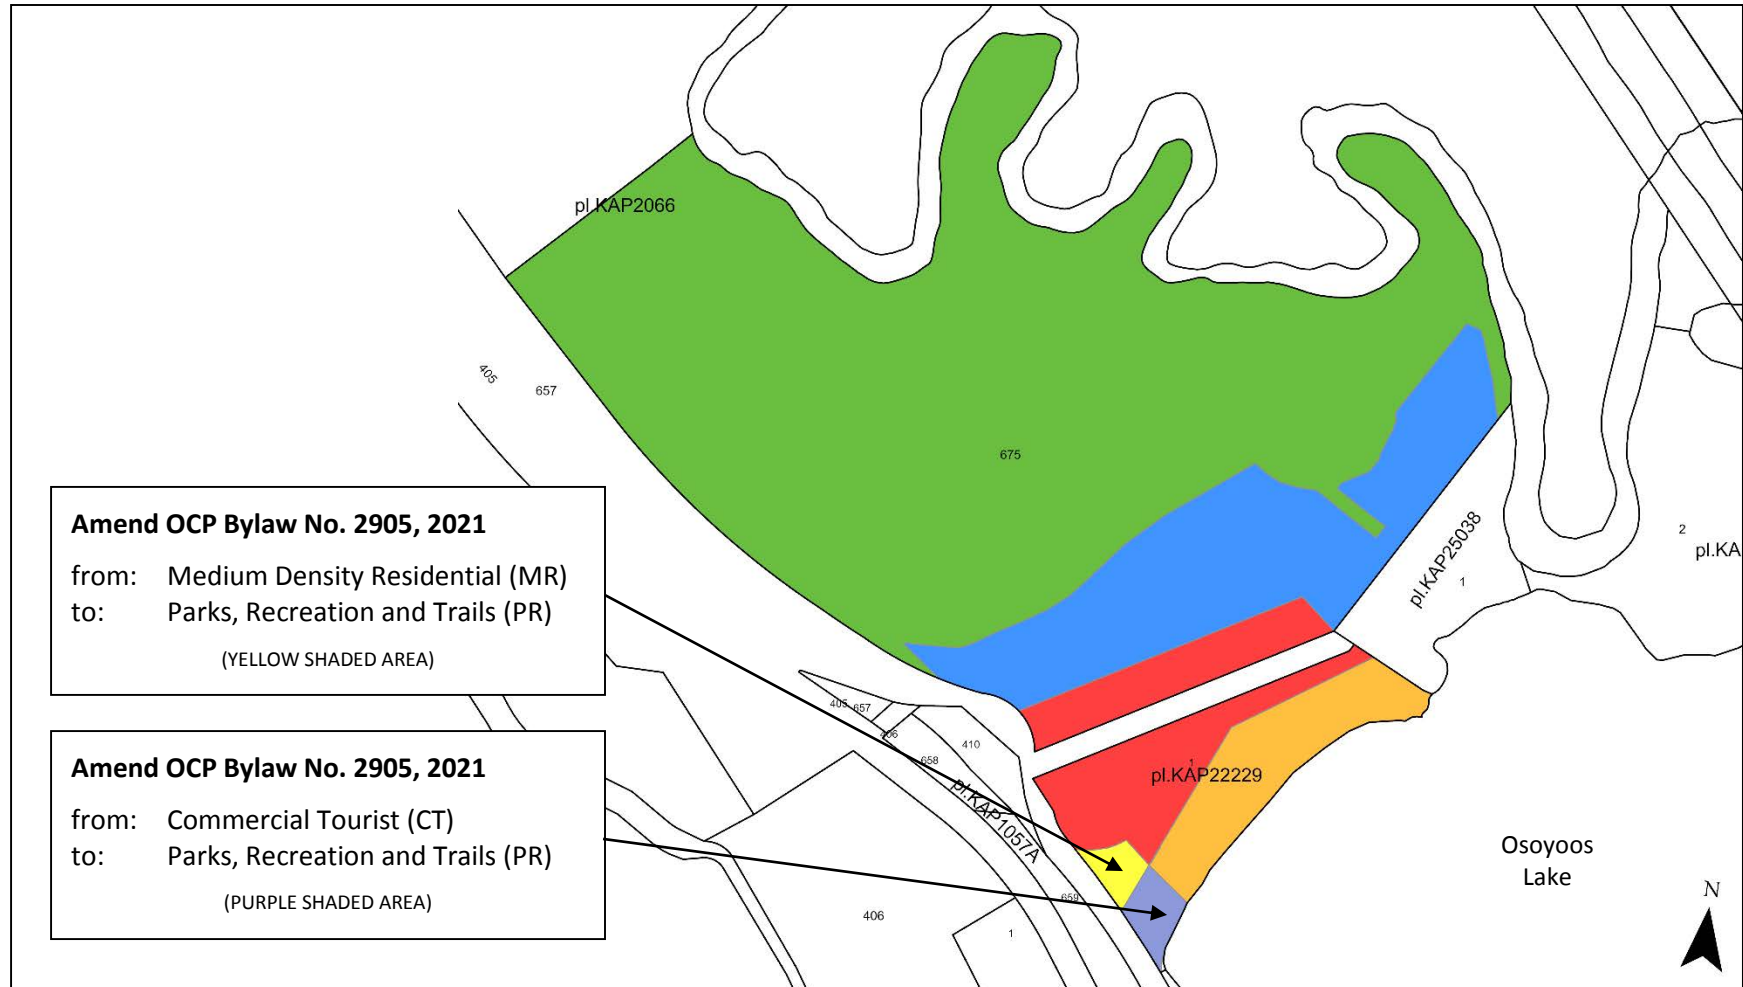 pl.KAP2066
405
657
675
Amend OCP Bylaw No. 2905, 2021
from: Medium Density Residential (MR)
to: Parks, Recreation and Trails (PR)
(YELLOW SHADED AREA)
Amend OCP Bylaw No. 2905, 2021
from: Commercial Tourist (CT)
to: Parks, Recreation and Trails (PR)
(PURPLE SHADED AREA)
pl.KAP25038
1
2
pl.KA
405
657
406
658
410
pl.KAP1057A
659
406
1
1
pl.KAP22229
Osoyoos
Lake
N